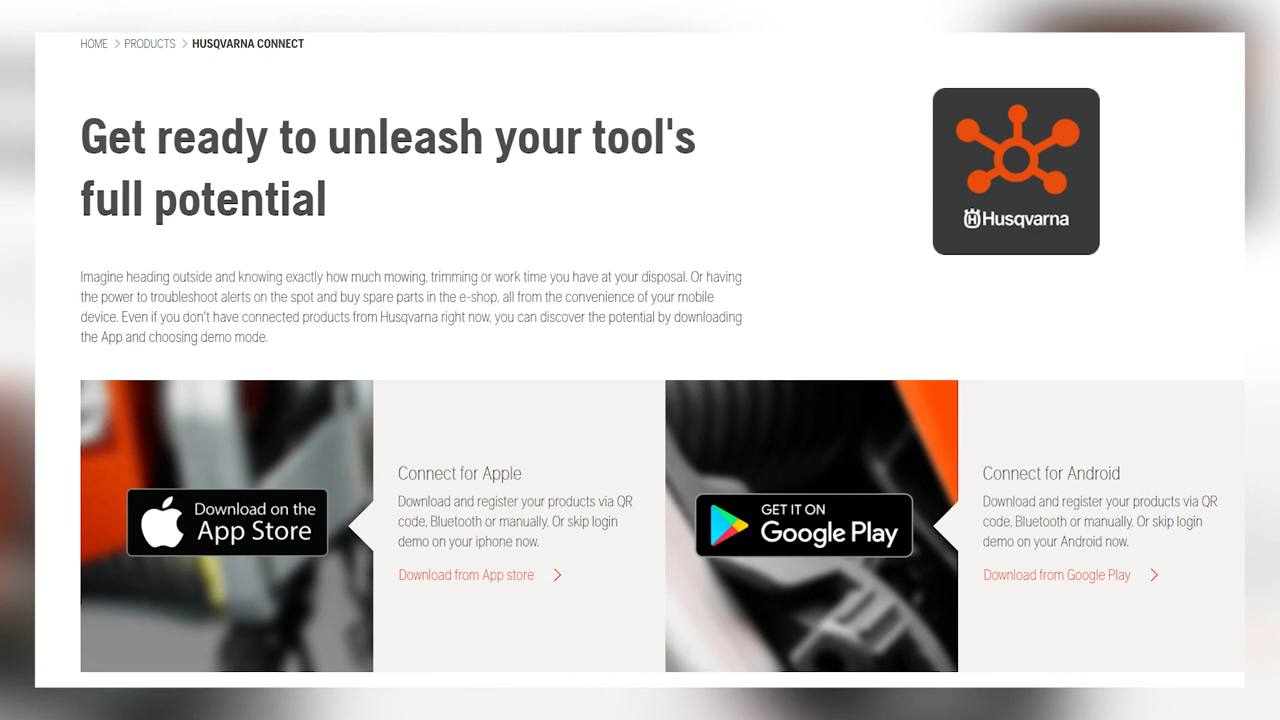 HOME > PRODUCTS > HUSQVARNA CONNECT
Get ready to unleash your tool's
full potential
Husqvarna
Imagine heading outside and knowing exactly how much mowing, trimming or work time you have at your disposal. Or having
the power to troubleshoot alerts on the spot and buy spare parts in the e-shop, all from the convenience of your mobile
device. Even if you don't have connected products from Husqvarna right now, you can discover the potential by downloading
the App and choosing demo mode.
Download on the
App Store
Connect for Apple
Download and register your products via QR
code, Bluetooth or manually. Or skip login
demo on your iphone now.
Download from App store
GET IT ON
Google Play
Connect for Android
Download and register your products via QR
code, Bluetooth or manually. Or skip login
demo on your Android now.
Download from Google Play